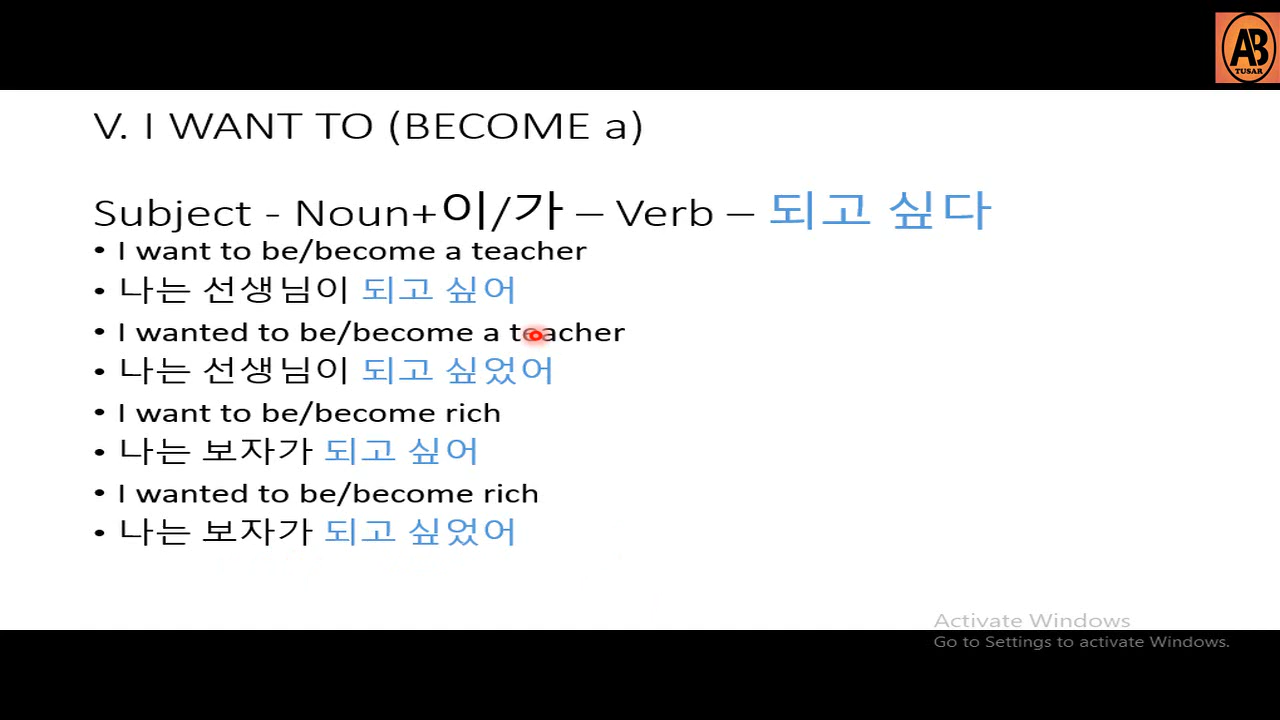 AB
TUSAR
V. I WANT TO (BECOME a)
Subject - Noun+이/가 – Verb – 되고 싶다
• I want to be/become a teacher
• 나는 선생님이 되고 싶어
• I wanted to be/become a teacher
• 나는 선생님이 되고 싶었어
• I want to be/become rich
• 나는 보자가 되고 싶어
• I wanted to be/become rich
• 나는 보자가 되고 싶었어
Activate Windows
Go to Settings to activate Windows.